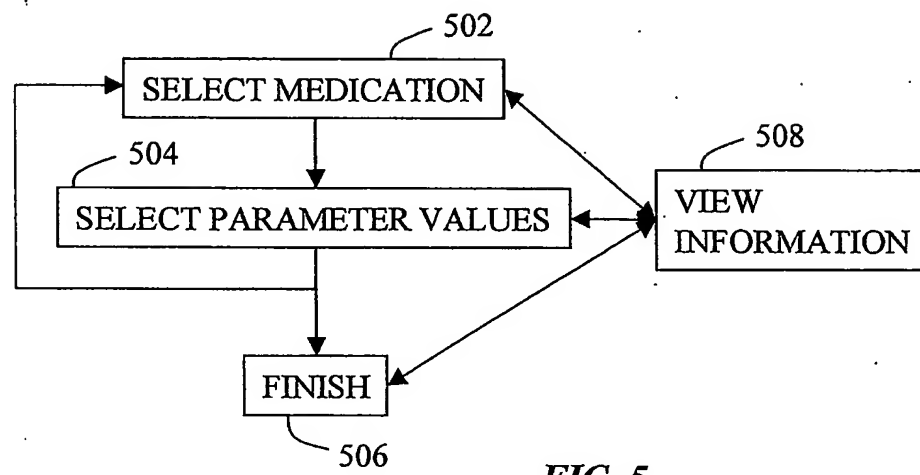 502
SELECT MEDICATION
504
508
SELECT PARAMETER VALUES
VIEW
INFORMATION
FINISH
506
FIG. 5